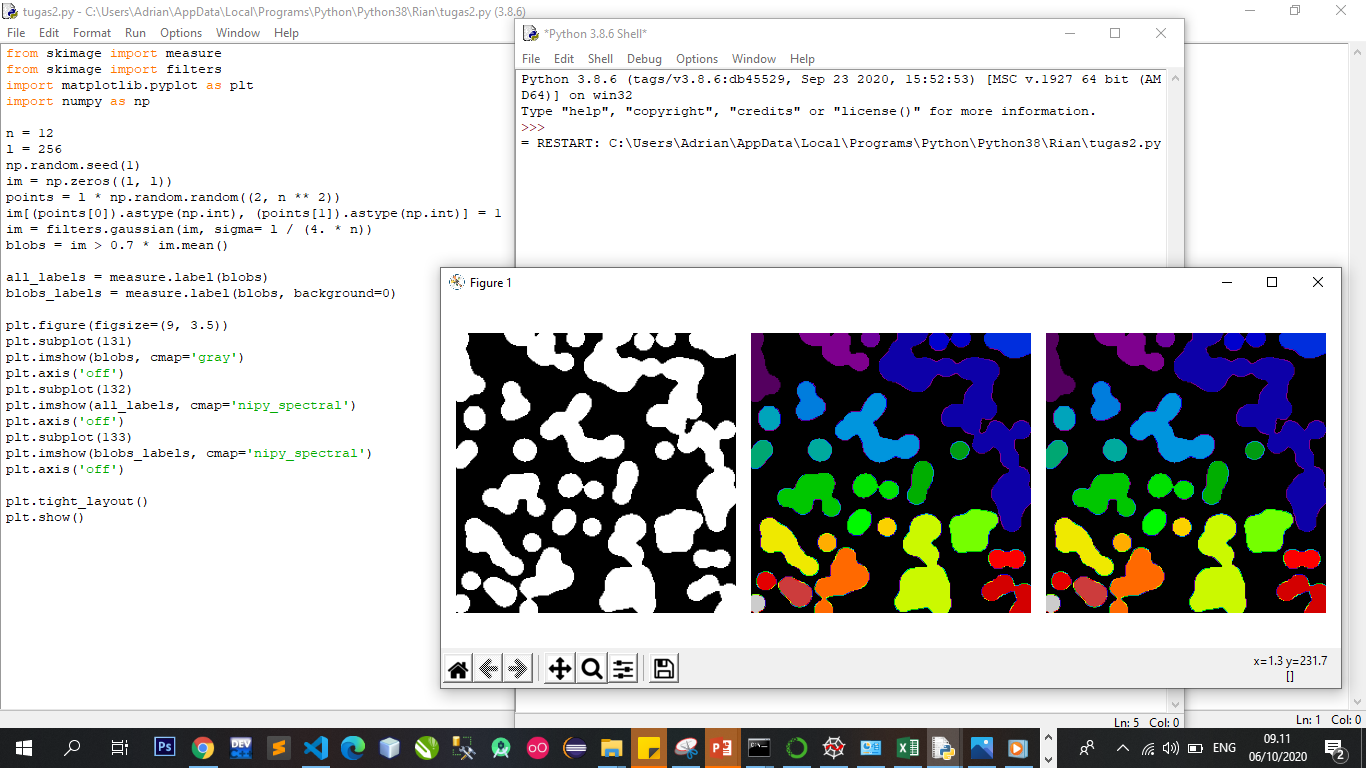 tugas2.py - C:\Users\Adrian\AppData\Local\Programs\Python\Python38\Rian\tugas2.py (3.8.6)
File Edit Format Run Options Window Help
from skimage import measure
from skimage import filters
import matplotlib.pyplot as plt
import numpy as np
n = 12
l = 256
np.random.seed(1)
im = np.zeros((l, l))
points = l * np.random.random((2, n ** 2))
im[(points[0]).astype(np.int), (points[1]).astype(np.int)] = 1
im = filters.gaussian(im, sigma= l / (4. * n))
blobs = im > 0.7 * im.mean()
all_labels = measure.label(blobs)
blobs_labels = measure.label(blobs, background=0)
plt.figure(figsize=(9, 3.5))
plt.subplot(131)
plt.imshow(blobs, cmap='gray')
plt.axis('off')
plt.subplot(132)
plt.imshow(all_labels, cmap='nipy_spectral')
plt.axis('off')
plt.subplot(133)
plt.imshow(blobs_labels, cmap='nipy_spectral')
plt.axis('off')
plt.tight_layout()
plt.show()
*Python 3.8.6 Shell*
File Edit Shell Debug Options Window Help
Python 3.8.6 (tags/v3.8.6:db45529, Sep 23 2020, 15:52:53) [MSC v.1927 64 bit (AM
D64)] on win32
Type "help", "copyright", "credits" or "license()" for more information.
>>>
= RESTART: C:\Users\Adrian\AppData\Local\Programs\Python\Python38\Rian\tugas2.py
Figure 1
x=1.3 y=231.7
[]
Ln: 5 Col: 0
Ln: 1 Col: 0
Ps
DEV
P
X
ENG
09.11
06/10/2020
2